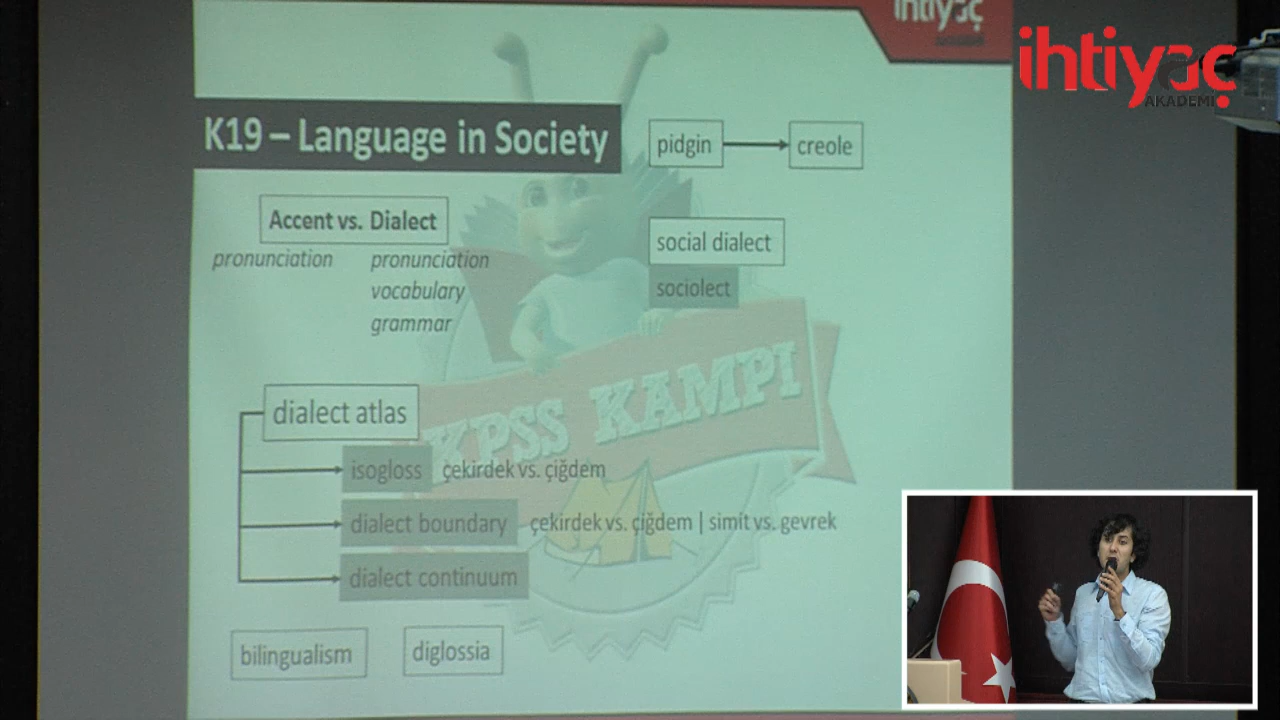 ihtiyaç
ihtiyaç
AKADEMİ
K19 – Language in Society
pidgin
creole
Accent vs. Dialect
pronunciation
pronunciation
vocabulary
grammar
social dialect
sociolect
KPSS KAMPI
dialect atlas
isogloss
çekirdek vs. çiğdem
dialect boundary
çekirdek vs. çiğdem | simit vs. gevrek
dialect continuum
bilingualism
diglossia